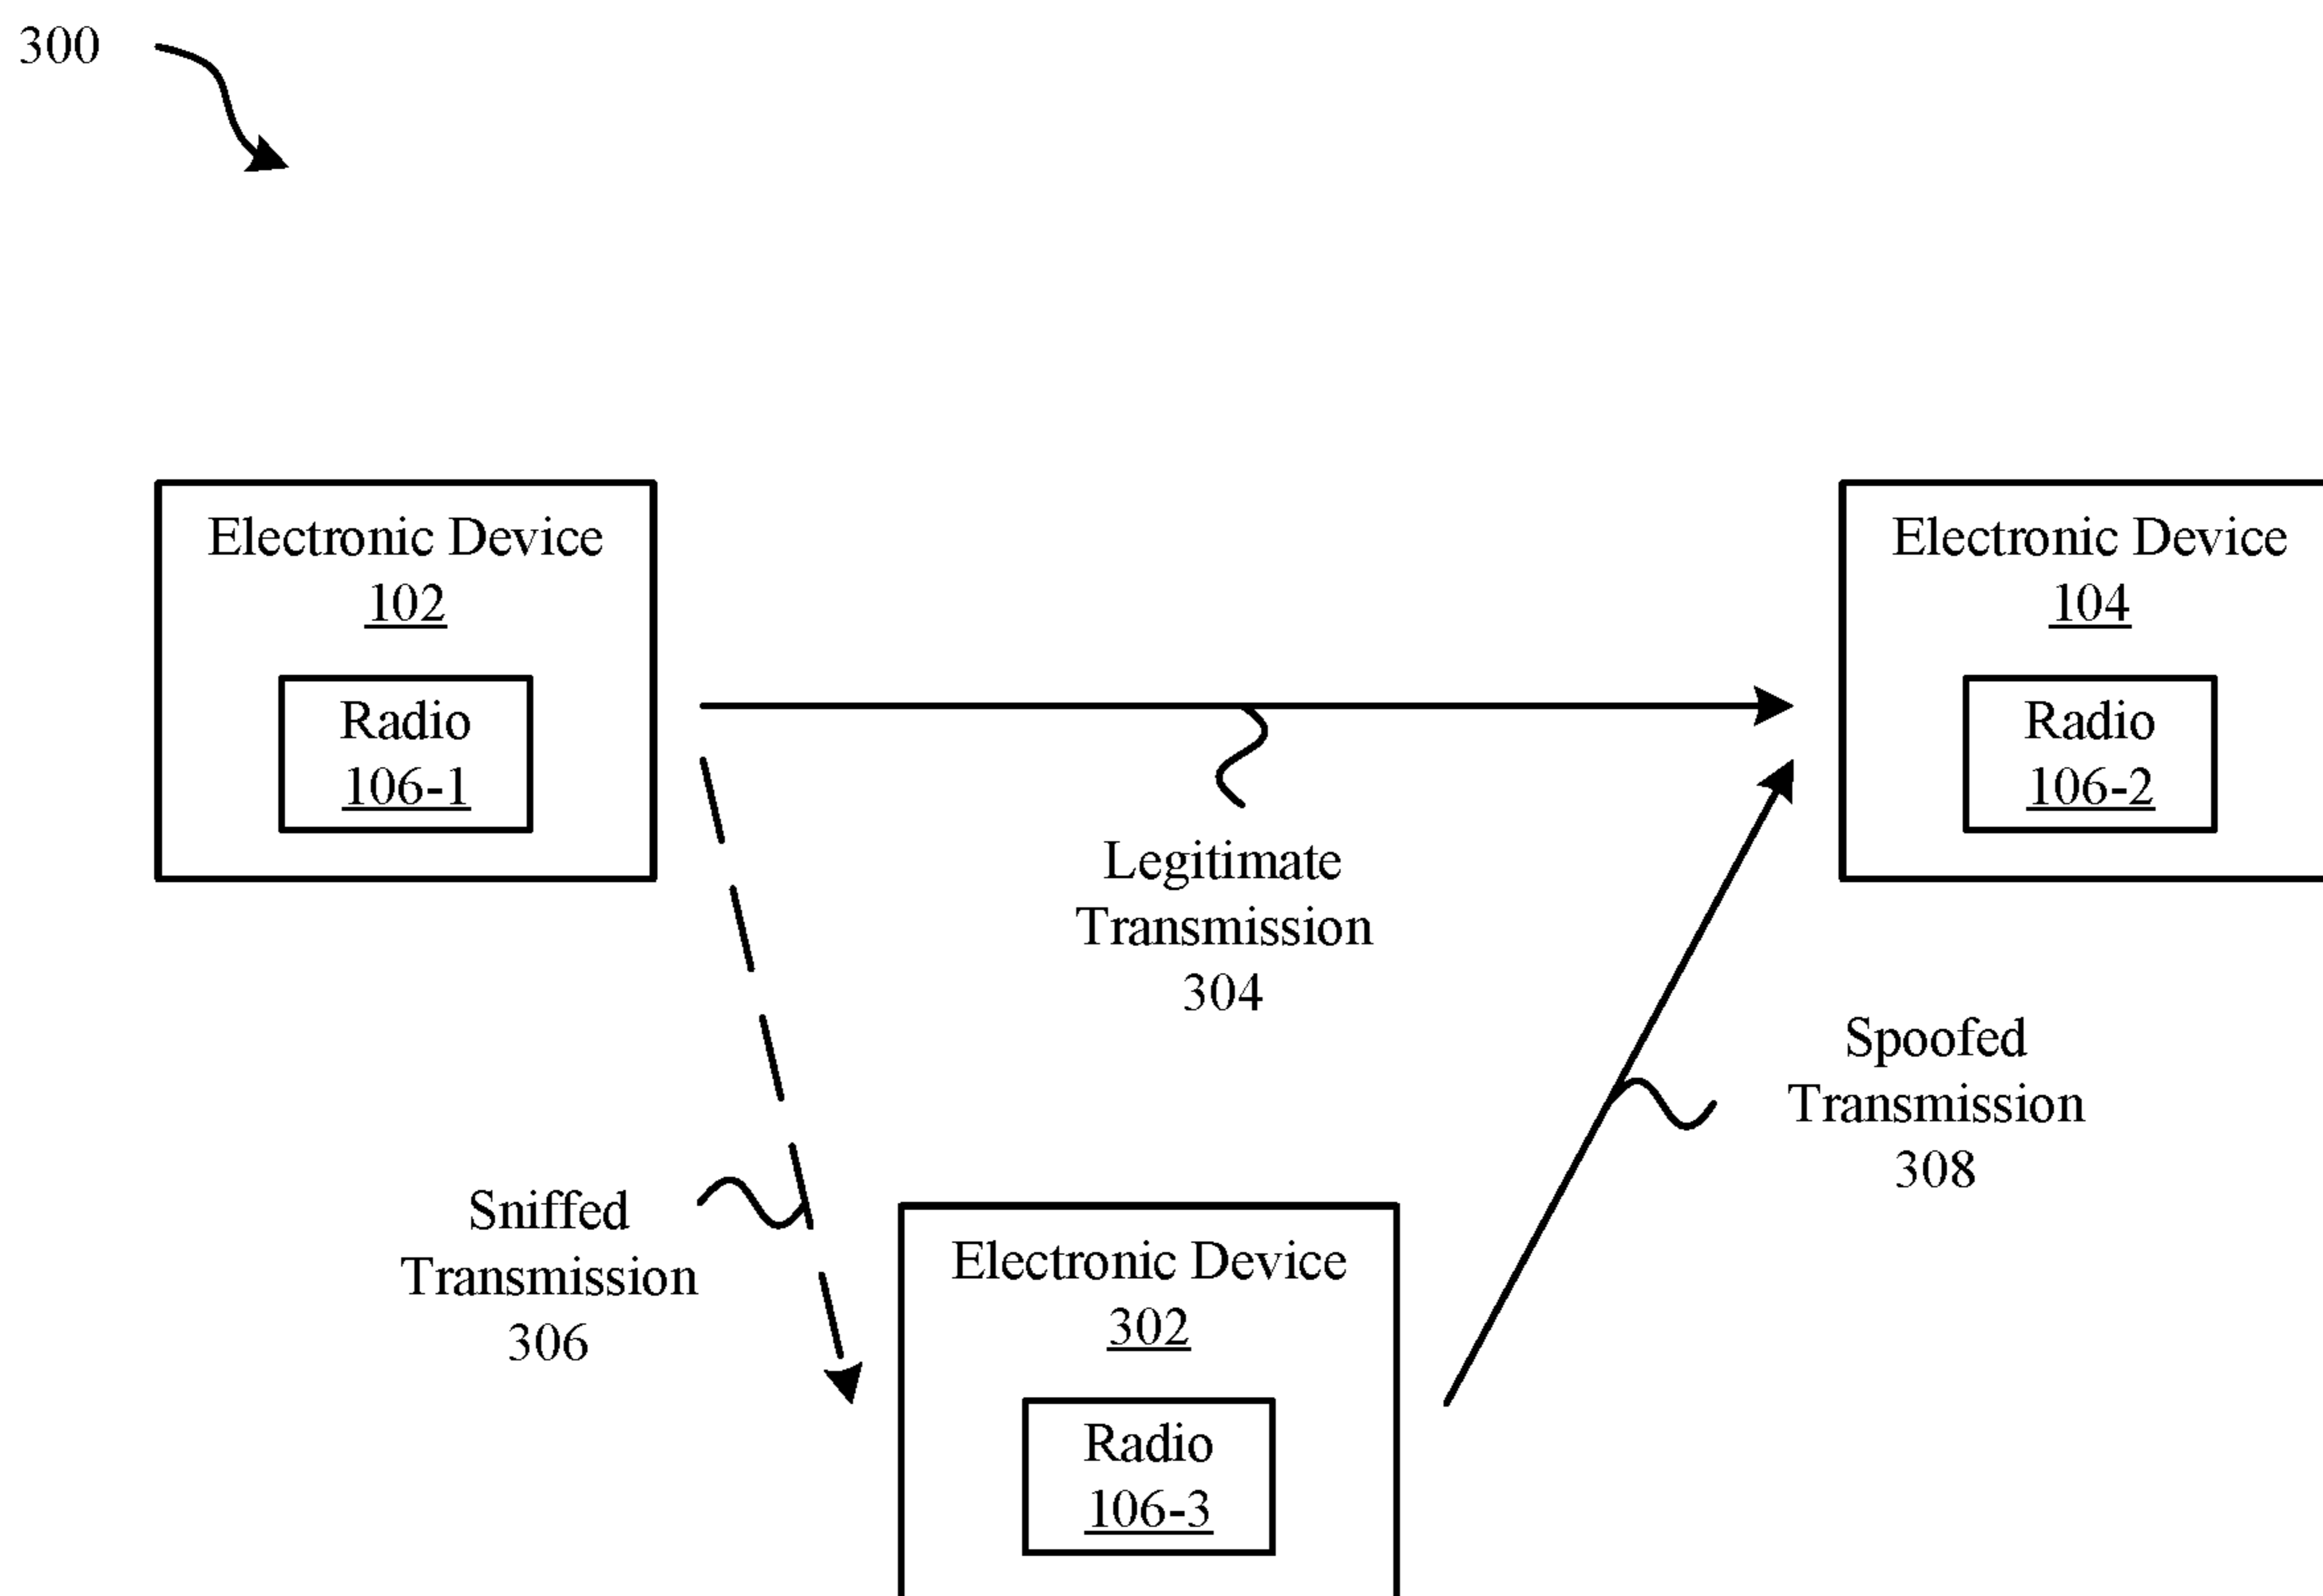 300
Electronic Device
102
Radio
106-1
Electronic Device
104
Radio
106-2
Legitimate
Transmission
304
Spoofed
Transmission
308
Sniffed
Transmission
306
Electronic Device
302
Radio
106-3